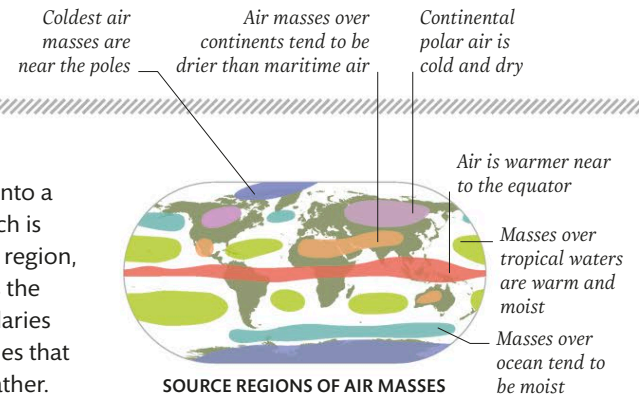 Coldest air
masses are
near the poles
Air masses over
continents tend to be
drier than maritime air
Continental
polar air is
cold and dry
Air is warmer near
to the equator
Masses over
tropical waters
are warm and
moist
Masses over
ocean tend to
be moist
SOURCE REGIONS OF AIR MASSES
nto a
ch is
region,
the
laries
es that
ather.